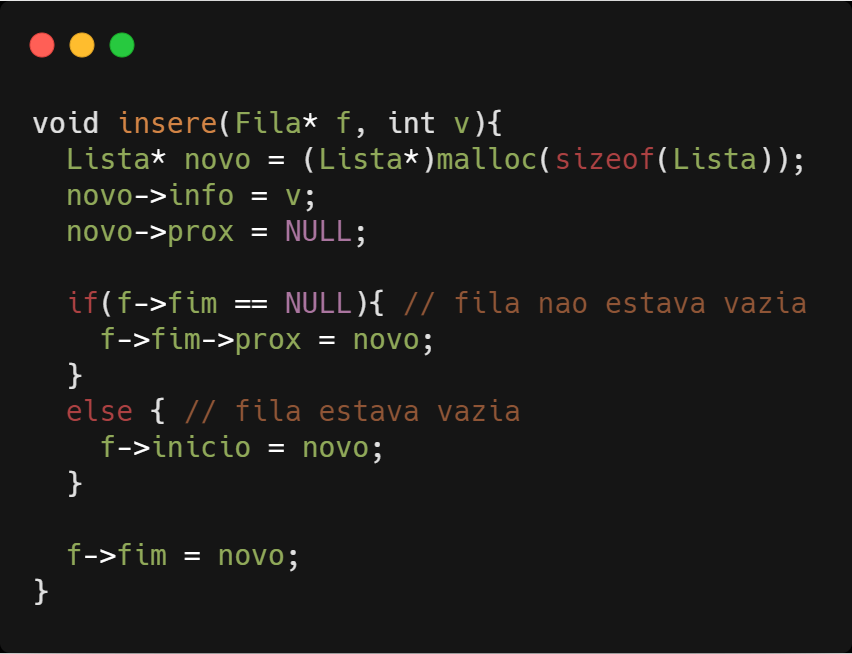 void insere(Fila* f, int v){
  Lista* novo = (Lista*)malloc(sizeof(Lista));
  novo->info = v;
  novo->prox = NULL;

  if(f->fim == NULL){ // fila nao estava vazia
    f->fim->prox = novo;
  }
  else { // fila estava vazia
    f->inicio = novo;
  }

  f->fim = novo;
}